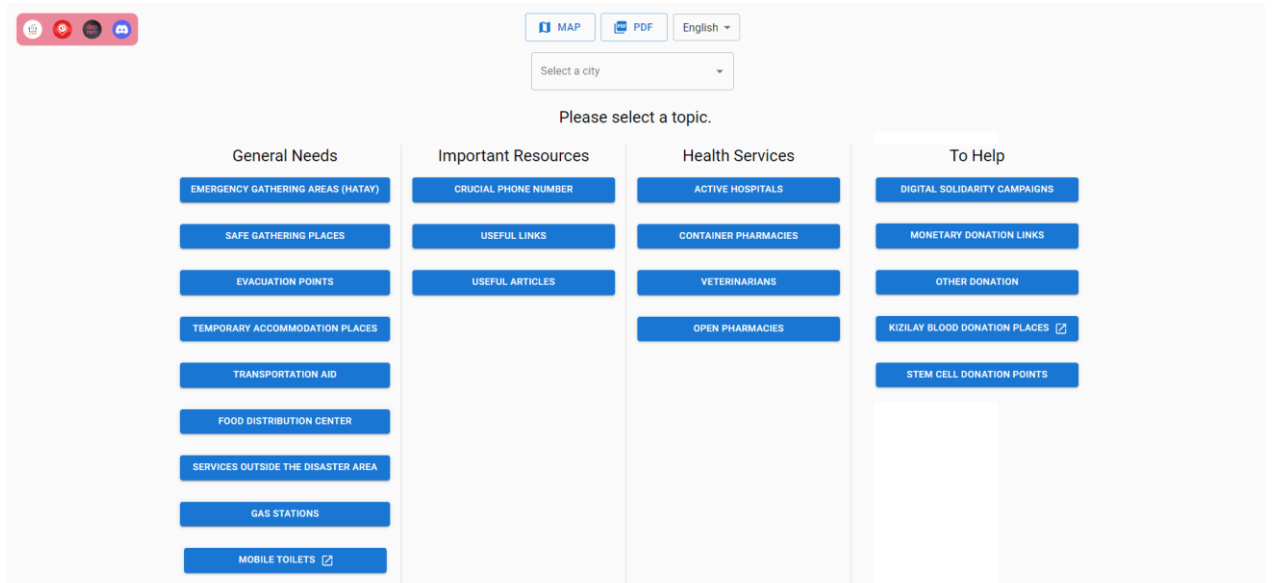 MAP
PDF
English
Select a city
Please select a topic.
General Needs
EMERGENCY GATHERING AREAS (HATAY)
SAFE GATHERING PLACES
EVACUATION POINTS
TEMPORARY ACCOMMODATION PLACES
TRANSPORTATION AID
FOOD DISTRIBUTION CENTER
SERVICES OUTSIDE THE DISASTER AREA
GAS STATIONS
MOBILE TOILETS
Important Resources
CRUCIAL PHONE NUMBER
USEFUL LINKS
USEFUL ARTICLES
Health Services
ACTIVE HOSPITALS
CONTAINER PHARMACIES
VETERINARIANS
OPEN PHARMACIES
To Help
DIGITAL SOLIDARITY CAMPAIGNS
MONETARY DONATION LINKS
OTHER DONATION
KIZILAY BLOOD DONATION PLACES
STEM CELL DONATION POINTS